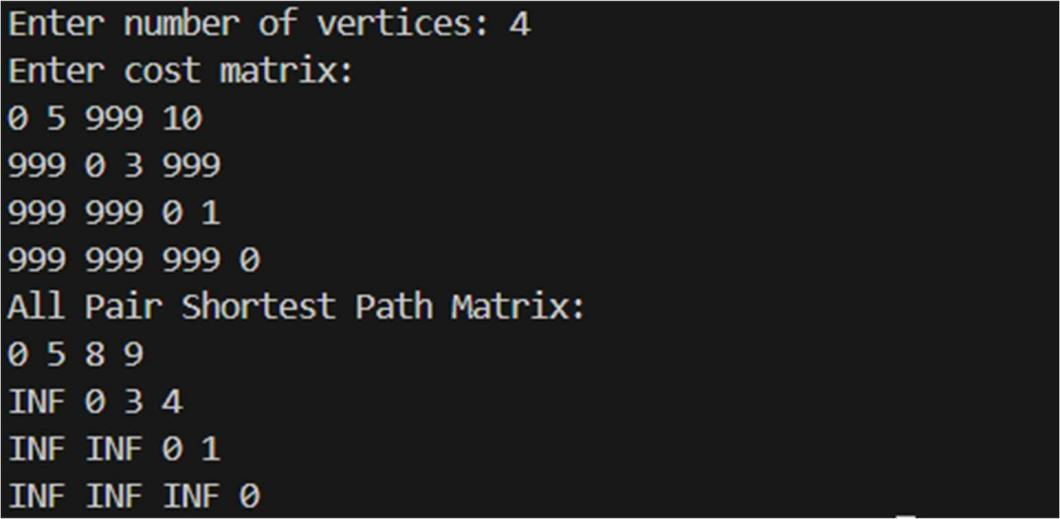 Enter number of vertices: 4
Enter cost matrix:
0 5 999 10
999 0 3 999
999 999 0 1
999 999 999 0
All Pair Shortest Path Matrix:
0 5 8 9
INF 0 3 4
INF INF 0 1
INF INF INF 0